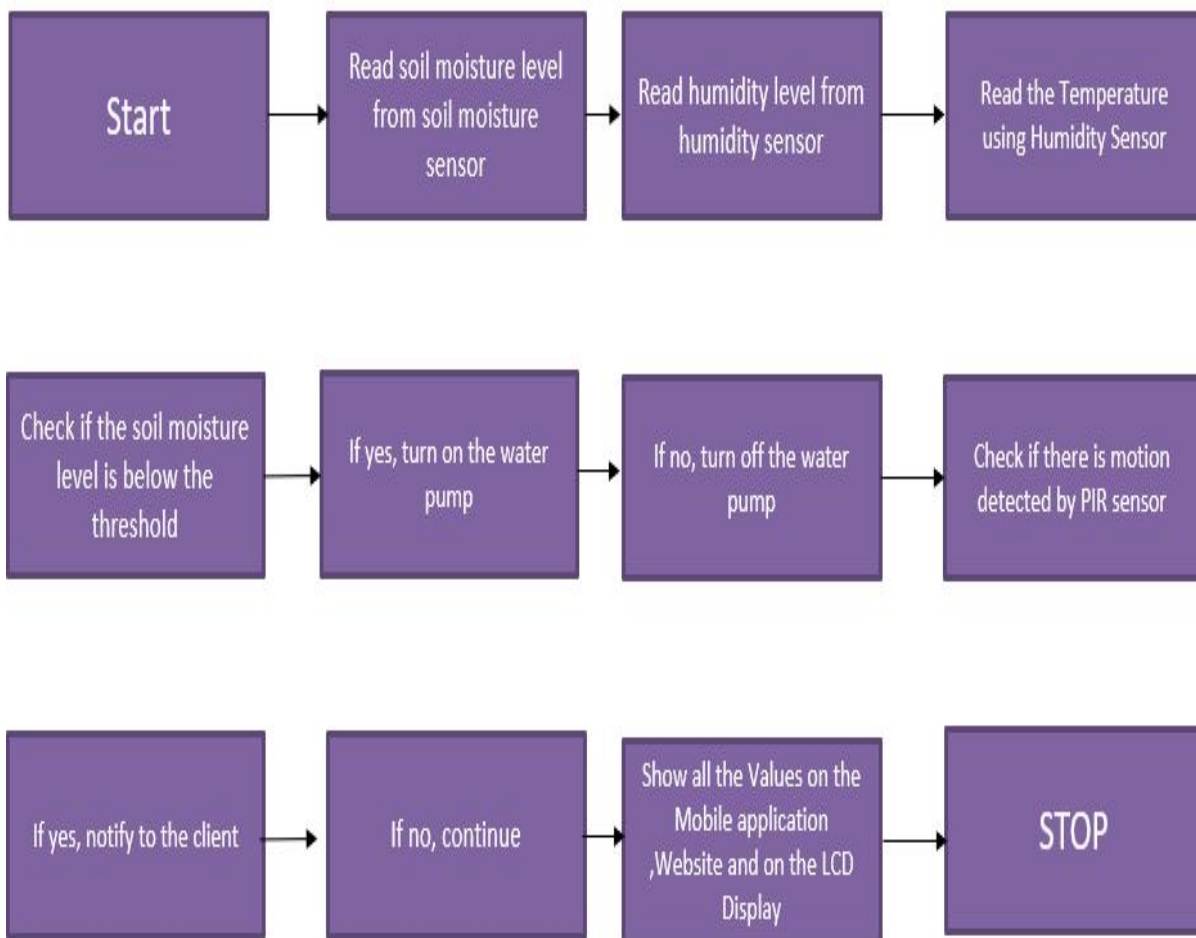 Start
Read soil moisture level
from soil moisture
sensor
Read humidity level from
humidity sensor
Read the Temperature
using Humidity Sensor
Check if the soil moisture
level is below the
threshold
If yes, turn on the water
pump
If no, turn off the water
pump
Check if there is motion
detected by PIR sensor
If yes, notify to the client
If no, continue
Show all the Values on the
Mobile application
,Website and on the LCD
Display
STOP